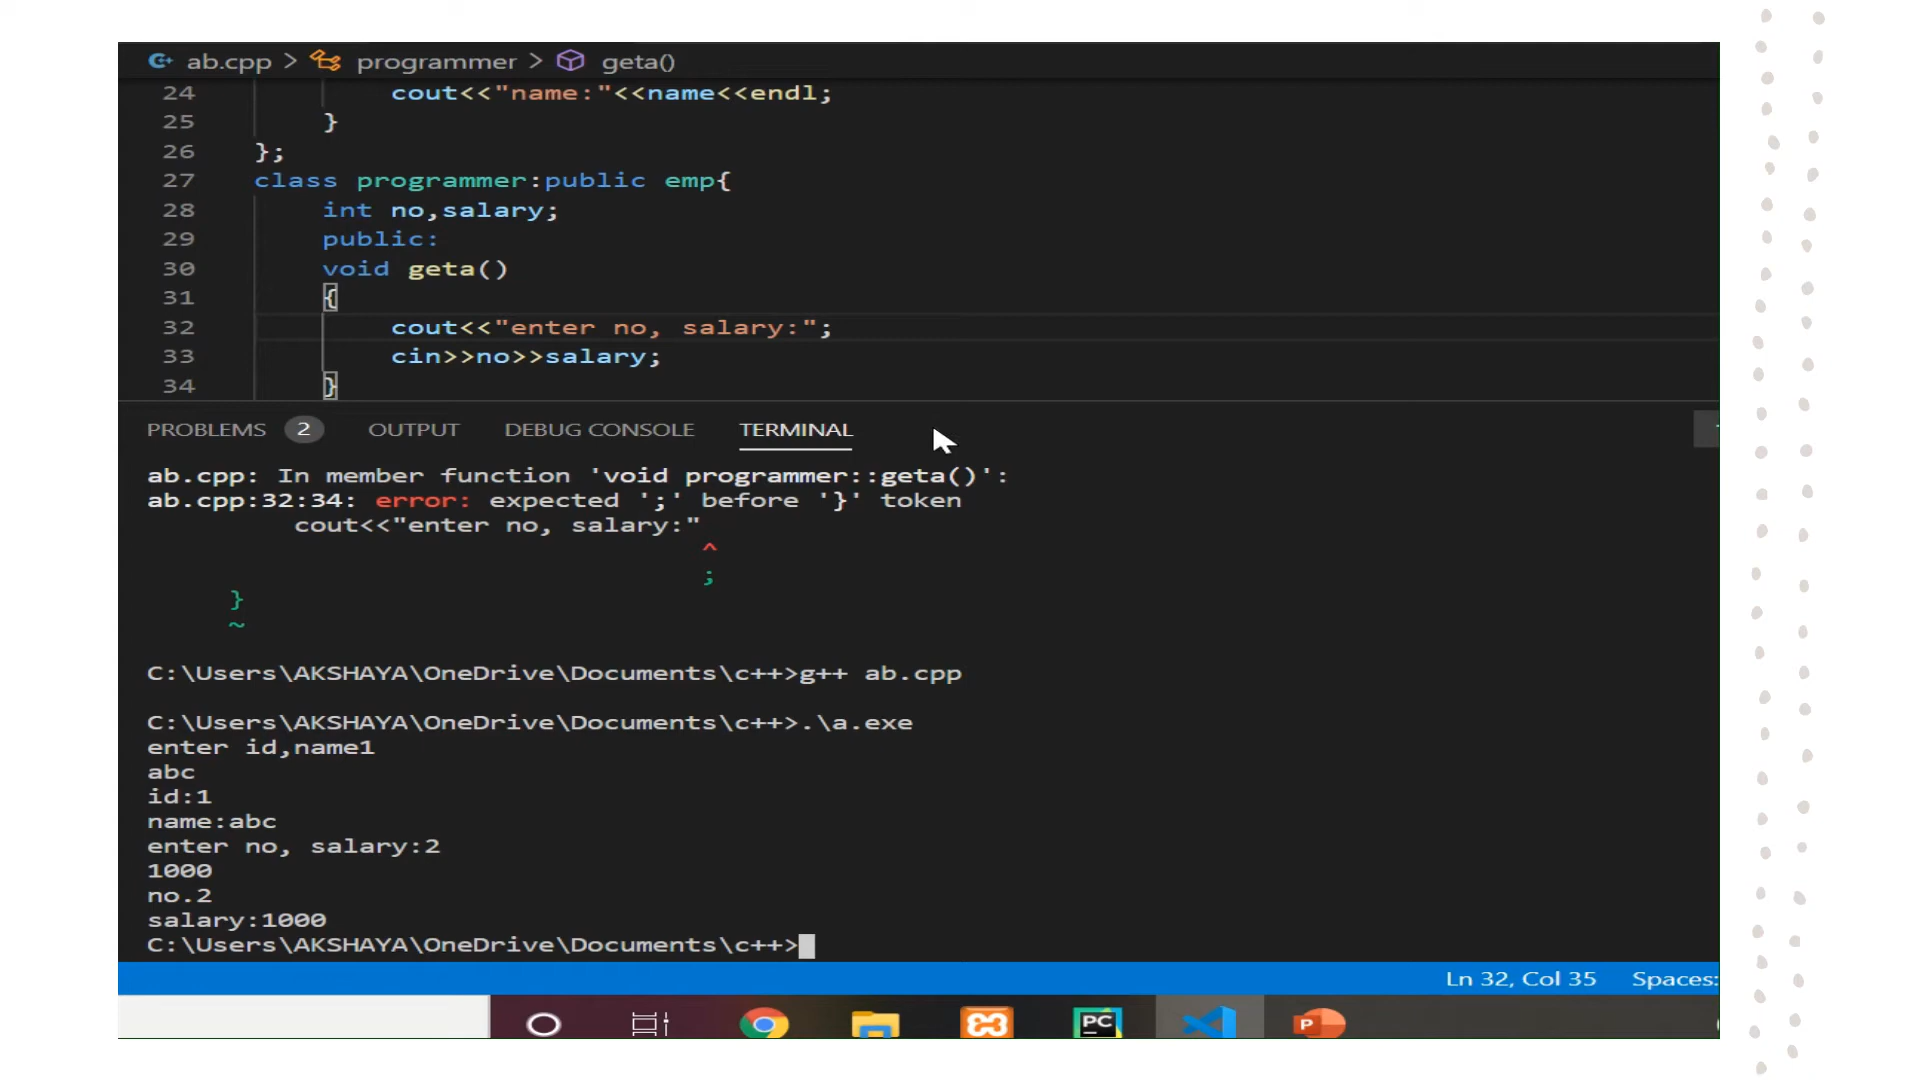 ab.cpp > programmer > geta()
24 cout<<"name:"<<name<<endl;
25 }
26 };
27 class programmer:public emp{
28 int no,salary;
29 public:
30 void geta()
31 {
32 cout<<"enter no, salary:";
33 cin>>no>>salary;
34 }
PROBLEMS 2 OUTPUT DEBUG CONSOLE TERMINAL
ab.cpp: In member function 'void programmer::geta()':
ab.cpp:32:34: error: expected ';' before '}' token
cout<<"enter no, salary:"
^
;
}
~
C:\Users\AKSHAYA\OneDrive\Documents\c++>g++ ab.cpp
C:\Users\AKSHAYA\OneDrive\Documents\c++>.\a.exe
enter id,name1
abc
id:1
name:abc
enter no, salary:2
1000
no.2
salary:1000
C:\Users\AKSHAYA\OneDrive\Documents\c++>
Ln 32, Col 35 Spaces:
PC P